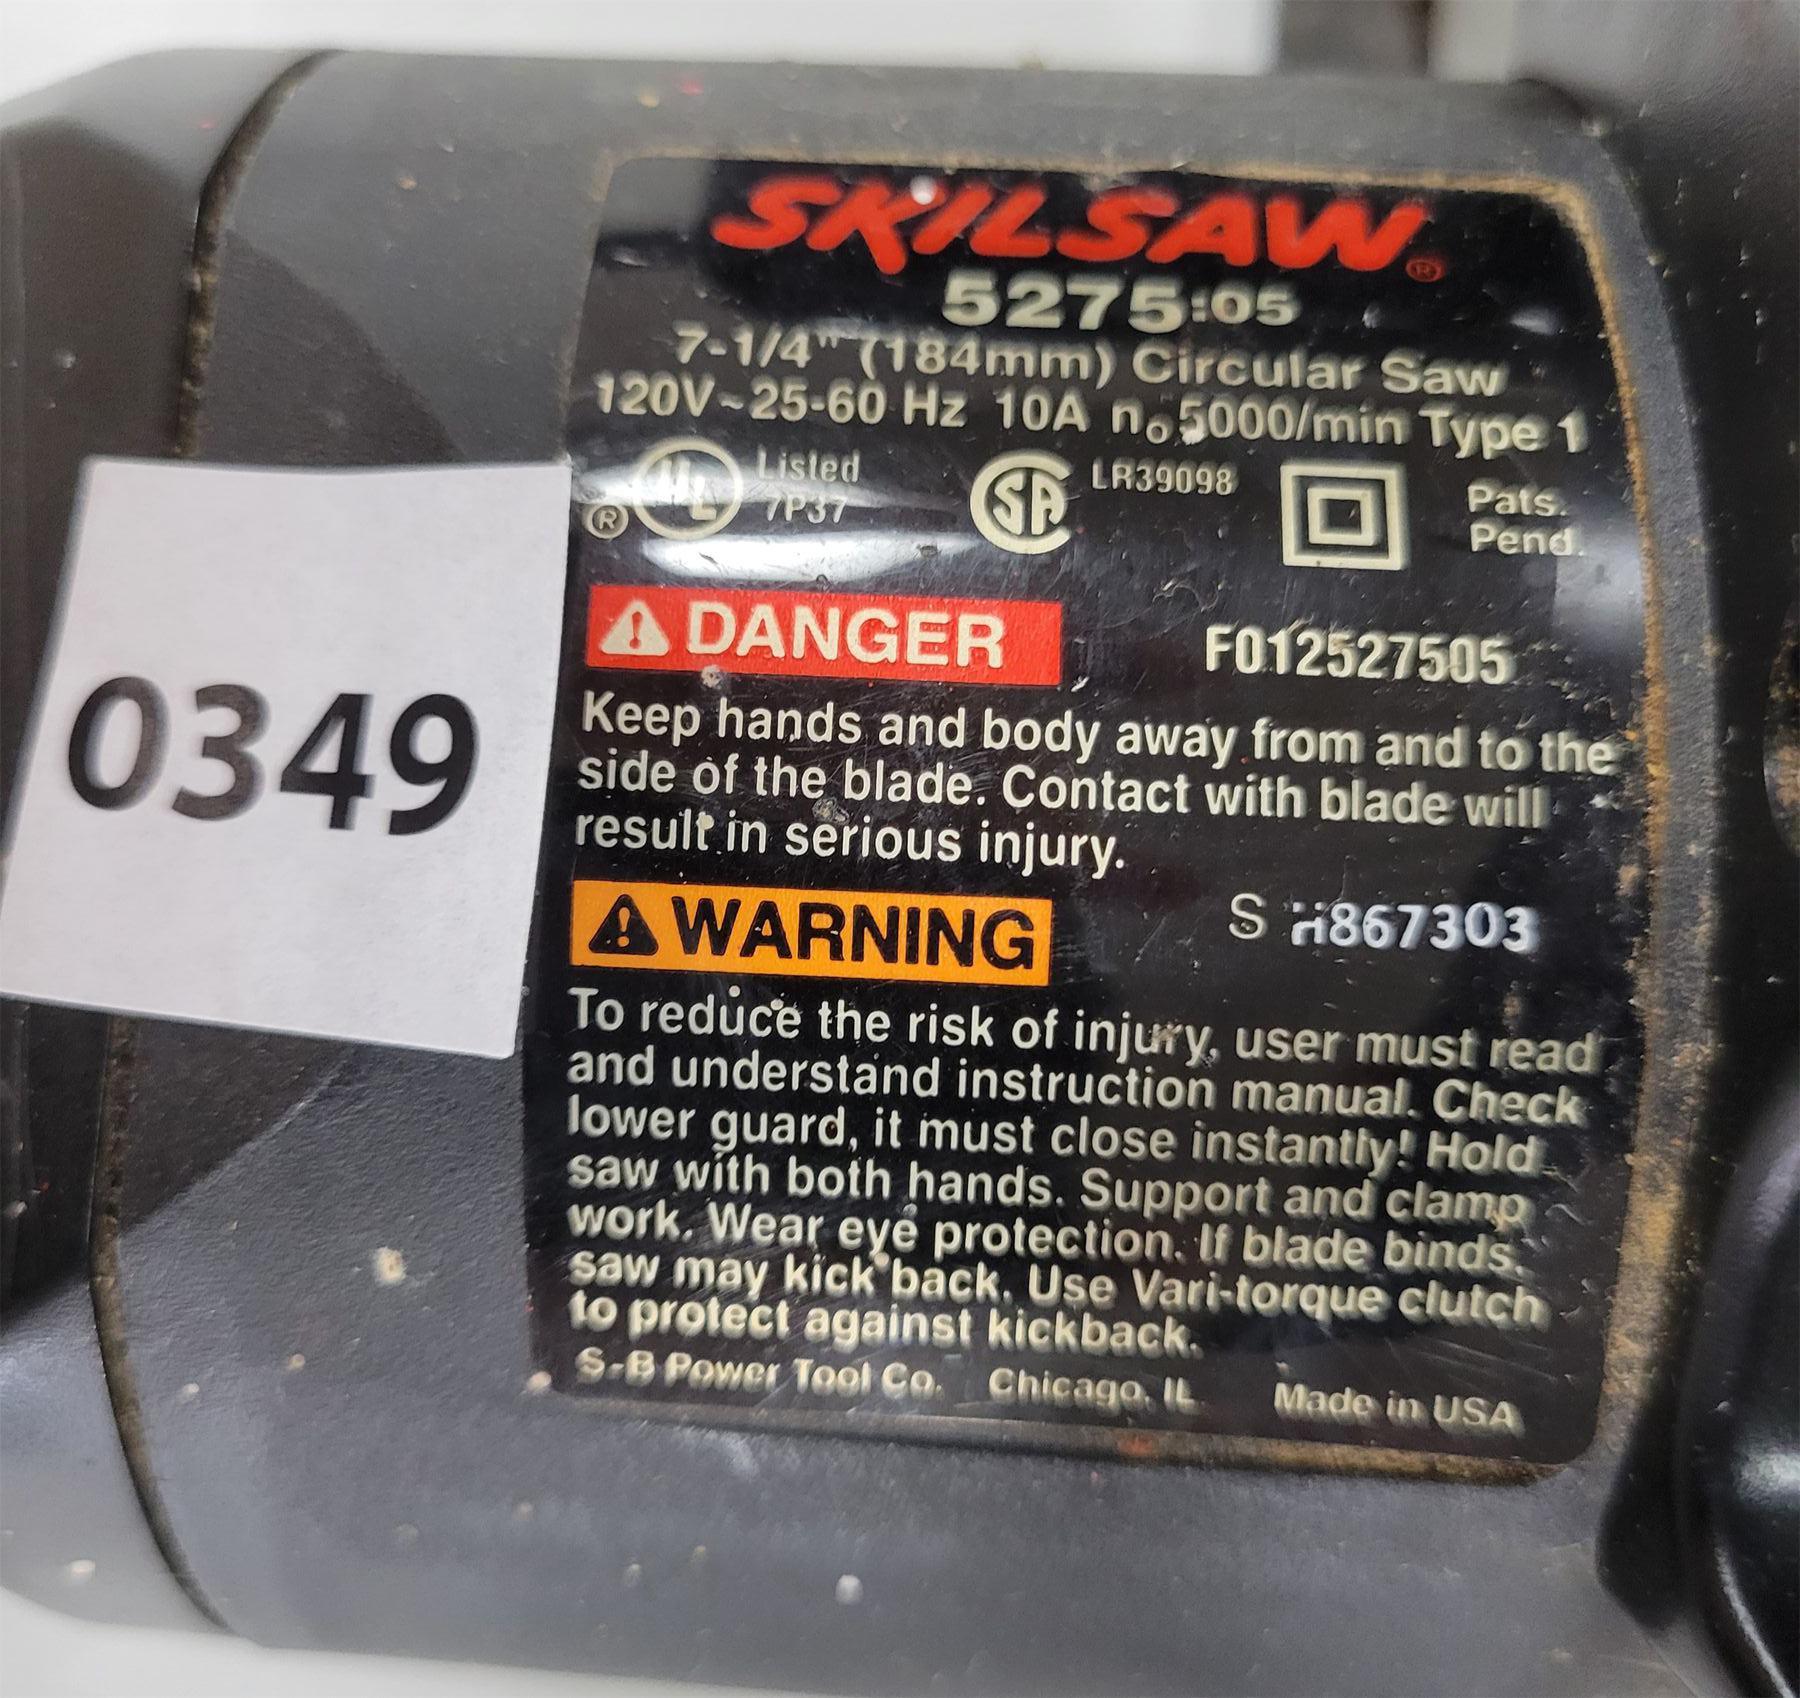 SKILSAW®
5275:05
7-1/4" (184mm) Circular Saw
120V~25-60 Hz 10A n₀ 5000/min Type 1
UL Listed
7P37
®
SA LR39098
Pats.
Pend.
0349
DANGER
F012527505
Keep hands and body away from and to the
side of the blade. Contact with blade will
result in serious injury.
WARNING
S H867303
To reduce the risk of injury, user must read
and understand instruction manual. Check
lower guard, it must close instantly! Hold
saw with both hands. Support and clamp
work. Wear eye protection. If blade binds,
saw may kick back. Use Vari-torque clutch
to protect against kickback.
S-B Power Tool Co. Chicago, IL Made in USA